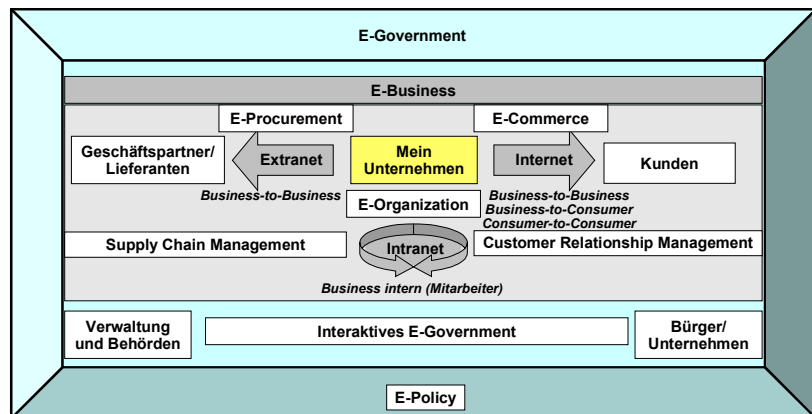 E-Government
E-Business
E-Procurement
E-Commerce
Geschäftspartner/
Lieferanten
Extranet
Mein
Unternehmen
Internet
Kunden
Business-to-Business
E-Organization
Business-to-Business
Business-to-Consumer
Consumer-to-Consumer
Supply Chain Management
Intranet
Customer Relationship Management
Business intern (Mitarbeiter)
Verwaltung
und Behörden
Interaktives E-Government
Bürger/
Unternehmen
E-Policy